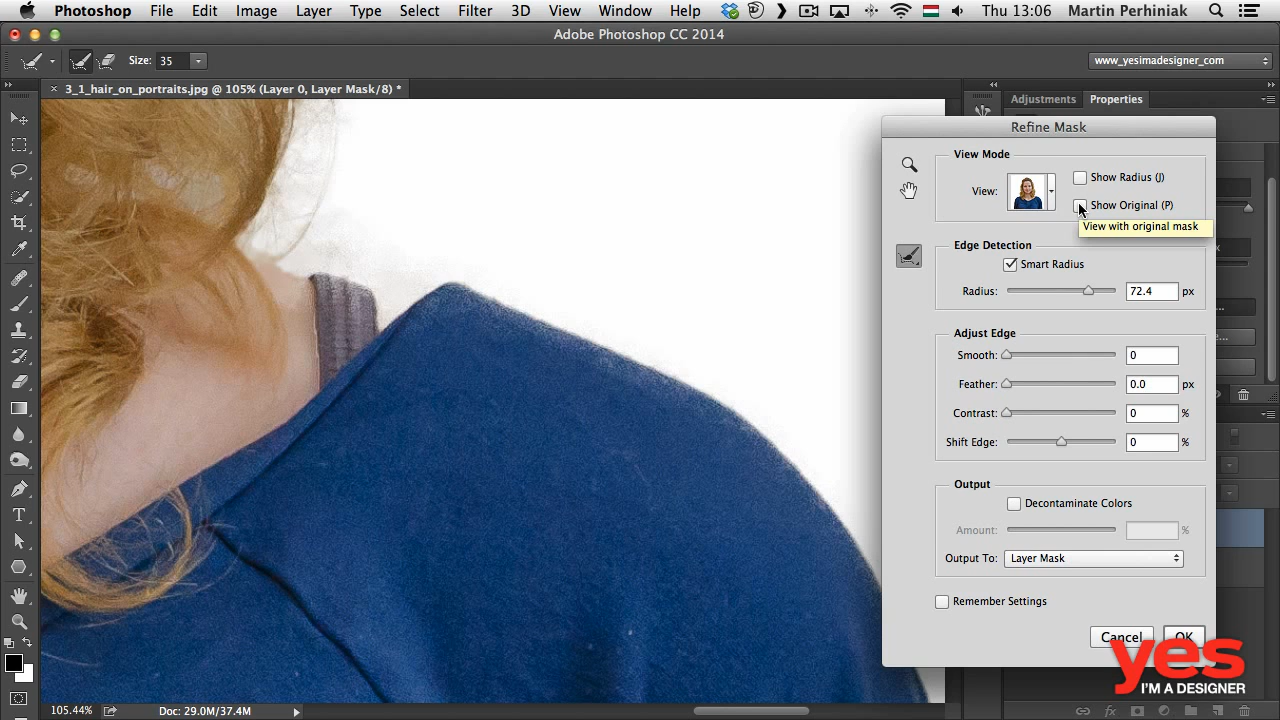 Photoshop File Edit Image Layer Type Select Filter 3D View Window Help Thu 13:06 Martin Perhiniak
Adobe Photoshop CC 2014
Size: 35 www_yesimadesigner_com
× 3_1_hair_on_portraits.jpg @ 105% (Layer 0, Layer Mask/8) *
Adjustments Properties
Refine Mask
View Mode
View:
Show Radius (J)
Show Original (P)
View with original mask
Edge Detection
Smart Radius
Radius: 72.4 px
Adjust Edge
Smooth: 0
Feather: 0.0 px
Contrast: 0 %
Shift Edge: 0 %
Output
Decontaminate Colors
Amount: %
Output To: Layer Mask
Remember Settings
Cancel OK
yes
I'M A DESIGNER
105.44% Doc: 29.0M/37.4M